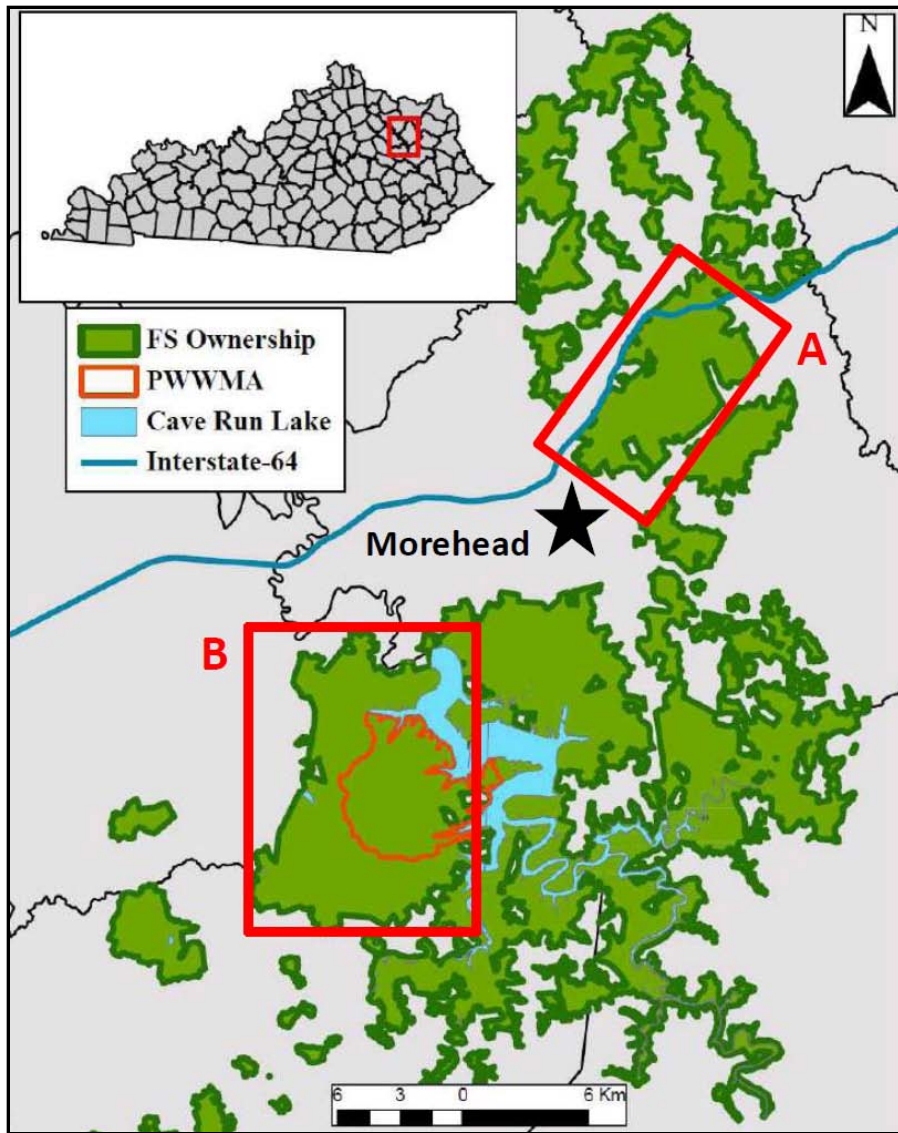 N
FS Ownership
PWWMA
Cave Run Lake
Interstate-64
A
Morehead
B
6 3 0 6 Km